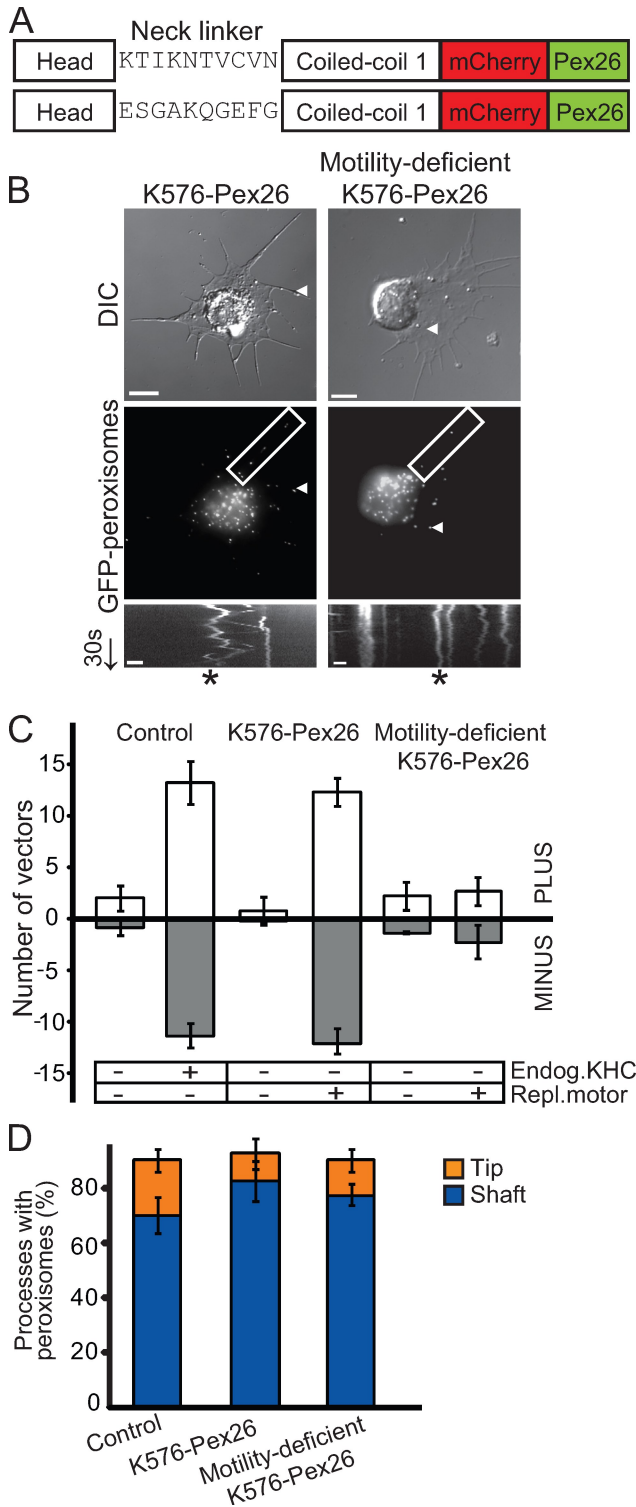 A
Neck linker
Head KTIKNTVCVN Coiled-coil 1 mCherry Pex26
Head ESGAKQGEFG Coiled-coil 1 mCherry Pex26
B
K576-Pex26
Motility-deficient
K576-Pex26
DIC
GFP-peroxisomes
30s
*
*
C
Control
K576-Pex26
Motility-deficient
K576-Pex26
Number of vectors
15
10
5
0
-5
-10
-15
PLUS
MINUS
- + - - - - Endog.KHC
- - - + - + Repl.motor
D
Processes with
peroxisomes (%)
80
60
40
20
0
Tip
Shaft
Control
K576-Pex26
Motility-deficient
K576-Pex26